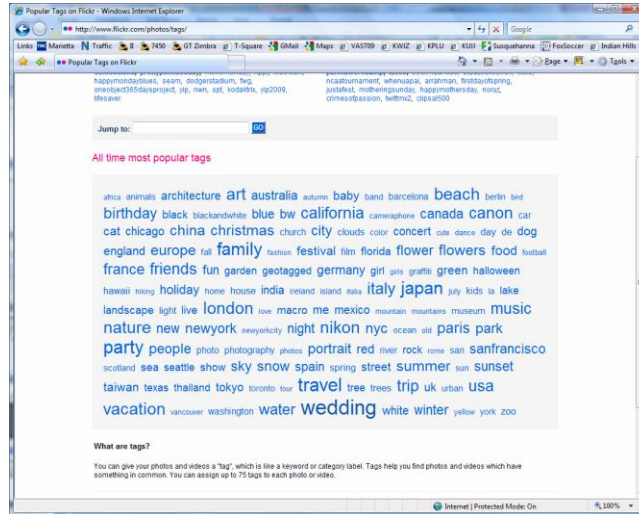 Popular Tags on Flickr - Windows Internet Explorer
http://www.flickr.com/photos/tags/
Google
Links Marietta Traffic 8 7450 GT Zimbra T-Square GMail Maps VAST09 KWIZ KPLU KUJJ Susquehanna FoxSoccer Indian Hills
Popular Tags on Flickr Page Tools
happymondayblues, seam, dodgerstadium, fwg, ncaatournament, whenuapai, arrahman, firstdayofspring,
oneobject365daysproject, yip, nwn, spt, kodaktrix, yip2009, justafest, motheringsunday, happymothersday, noruz,
lifesaver crimesofpassion, twittmx2, clipsal500
Jump to: GO
All time most popular tags
africa animals architecture art australia autumn baby band barcelona beach berlin bird
birthday black blackandwhite blue bw california cameraphone canada canon car
cat chicago china christmas church city clouds color concert cute dance day de dog
england europe fall family fashion festival film florida flower flowers food football
france friends fun garden geotagged germany girl girls graffiti green halloween
hawaii hiking holiday home house india ireland island italia italy japan july kids la lake
landscape light live london love macro me mexico mountain mountains museum music
nature new newyork newyorkcity night nikon nyc ocean old paris park
party people photo photography photos portrait red river rock rome san sanfrancisco
scotland sea seattle show sky snow spain spring street summer sun sunset
taiwan texas thailand tokyo toronto tour travel tree trees trip uk urban usa
vacation vancouver washington water wedding white winter yellow york zoo
What are tags?
You can give your photos and videos a "tag", which is like a keyword or category label. Tags help you find photos and videos which have
something in common. You can assign up to 75 tags to each photo or video.
Internet | Protected Mode: On 100%